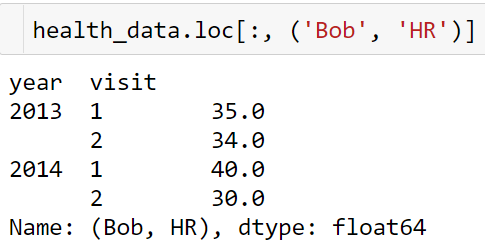 health_data.loc[:, ('Bob', 'HR')]
year  visit
2013  1        35.0
      2        34.0
2014  1        40.0
      2        30.0
Name: (Bob, HR), dtype: float64